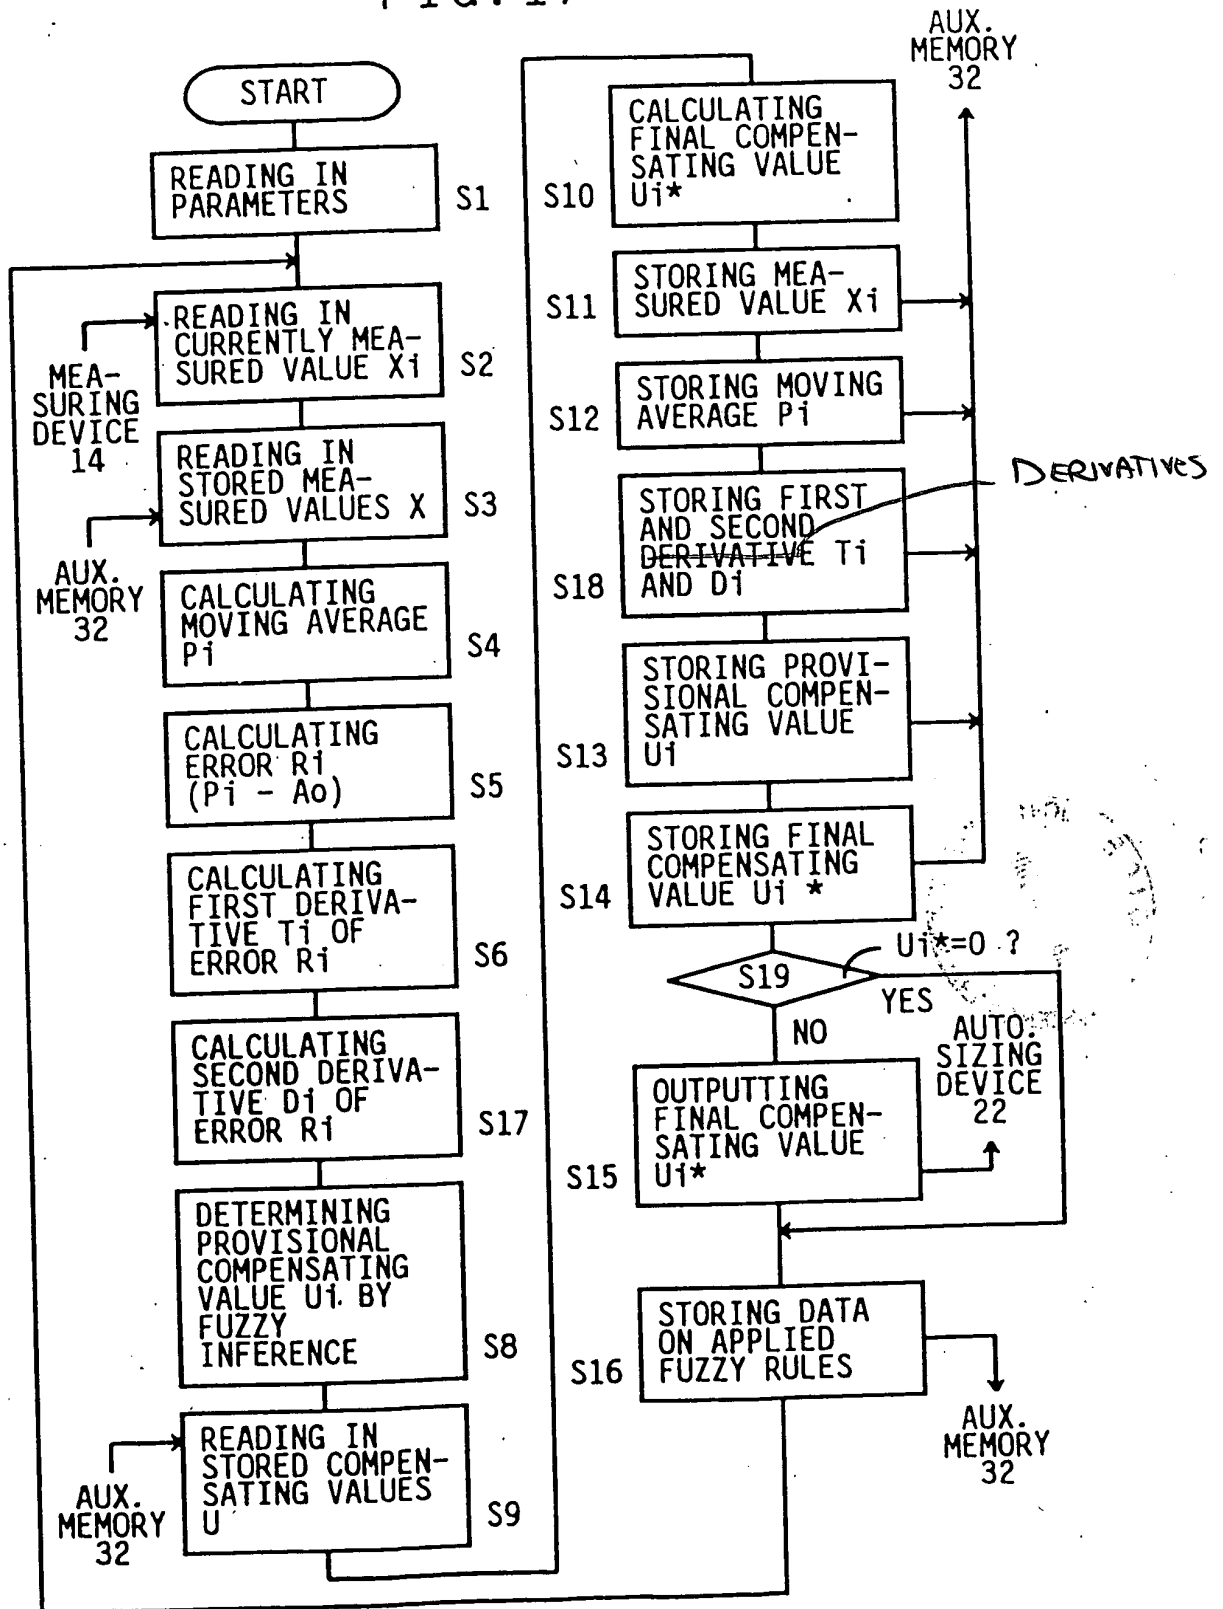 START
READING IN
PARAMETERS
S1
READING IN
CURRENTLY MEA-
SURED VALUE Xi
S2
MEA-
SURING
DEVICE
14
READING IN
STORED MEA-
SURED VALUES X
S3
AUX.
MEMORY
32
CALCULATING
MOVING AVERAGE
Pi
S4
CALCULATING
ERROR Ri
(Pi - Ao)
S5
CALCULATING
FIRST DERIVA-
TIVE Ti OF
ERROR Ri
S6
CALCULATING
SECOND DERIVA-
TIVE Di OF
ERROR Ri
S17
DETERMINING
PROVISIONAL
COMPENSATING
VALUE Ui BY
FUZZY
INFERENCE
S8
READING IN
STORED COMPEN-
SATING VALUES
U
S9
AUX.
MEMORY
32
AUX.
MEMORY
32
CALCULATING
FINAL COMPEN-
SATING VALUE
Ui*
S10
STORING MEA-
SURED VALUE Xi
S11
STORING MOVING
AVERAGE Pi
S12
STORING FIRST
AND SECOND
DERIVATIVE Ti
AND Di
S18
DERIVATIVES
STORING PROVI-
SIONAL COMPEN-
SATING VALUE
Ui
S13
STORING FINAL
COMPENSATING
VALUE Ui *
S14
Ui*=0 ?
S19
YES
NO
AUTO.
SIZING
DEVICE
22
OUTPUTTING
FINAL COMPEN-
SATING VALUE
Ui*
S15
STORING DATA
ON APPLIED
FUZZY RULES
S16
AUX.
MEMORY
32